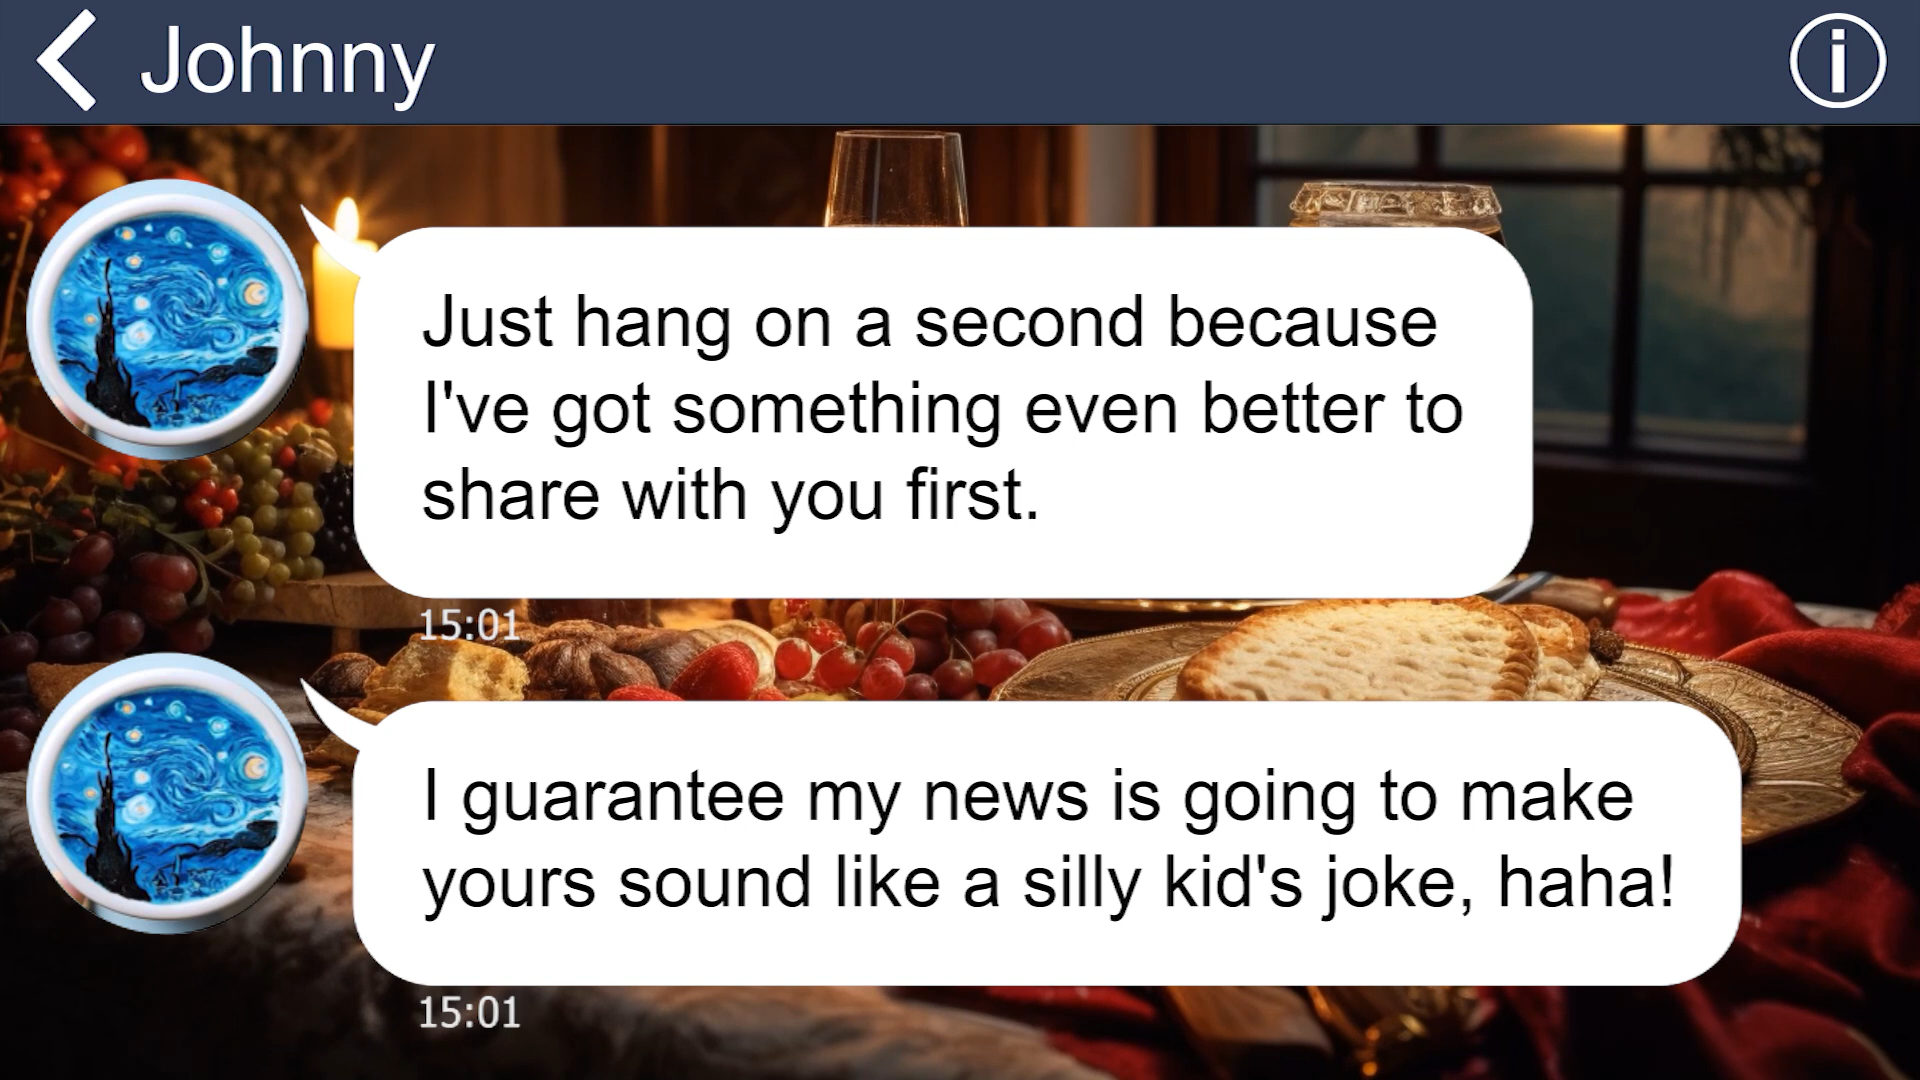 Johnny
Just hang on a second because
I've got something even better to
share with you first.
15:01
I guarantee my news is going to make
yours sound like a silly kid's joke, haha!
15:01